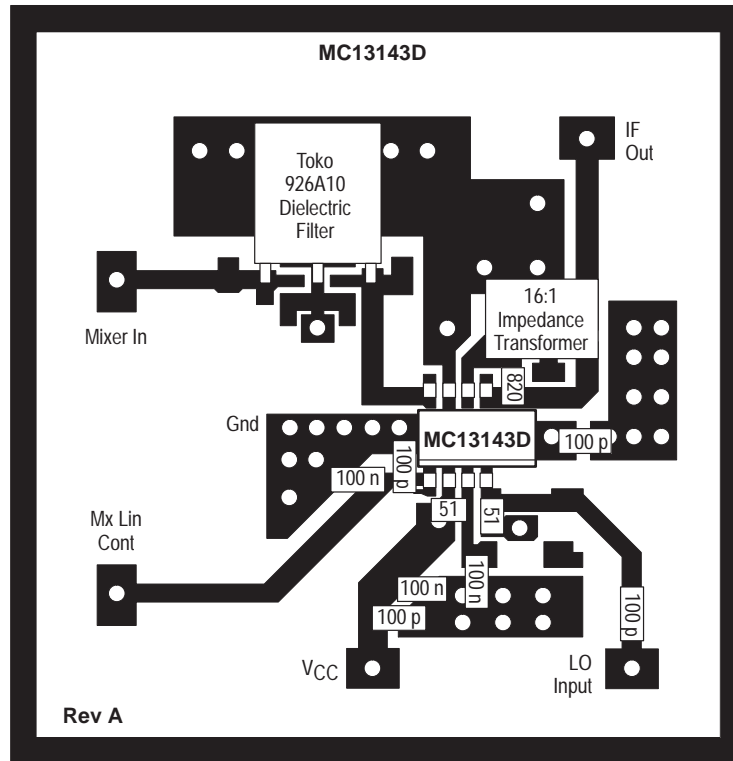 MC13143D
IF
Out
Toko
926A10
Dielectric
Filter
16:1
Impedance
Transformer
Mixer In
820
Gnd
MC13143D
100 p
100 p
100 n
51
51
Mx Lin
Cont
100 n
100 n
100 p
100 p
VCC
LO
Input
Rev A